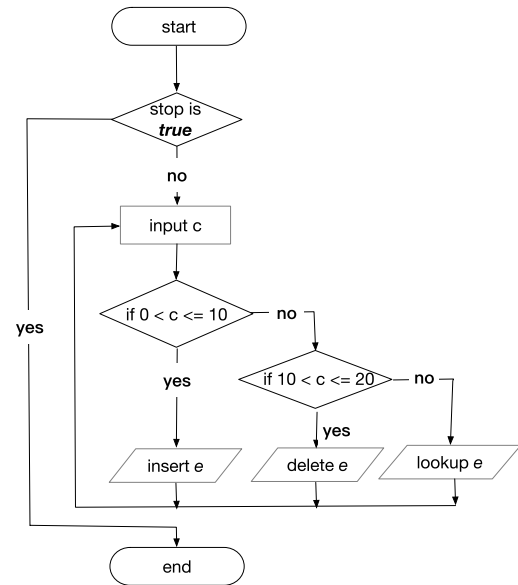 start
stop is
true
no
input c
if 0 < c <= 10
no
yes
if 10 < c <= 20
no
yes
yes
insert e
delete e
lookup e
end